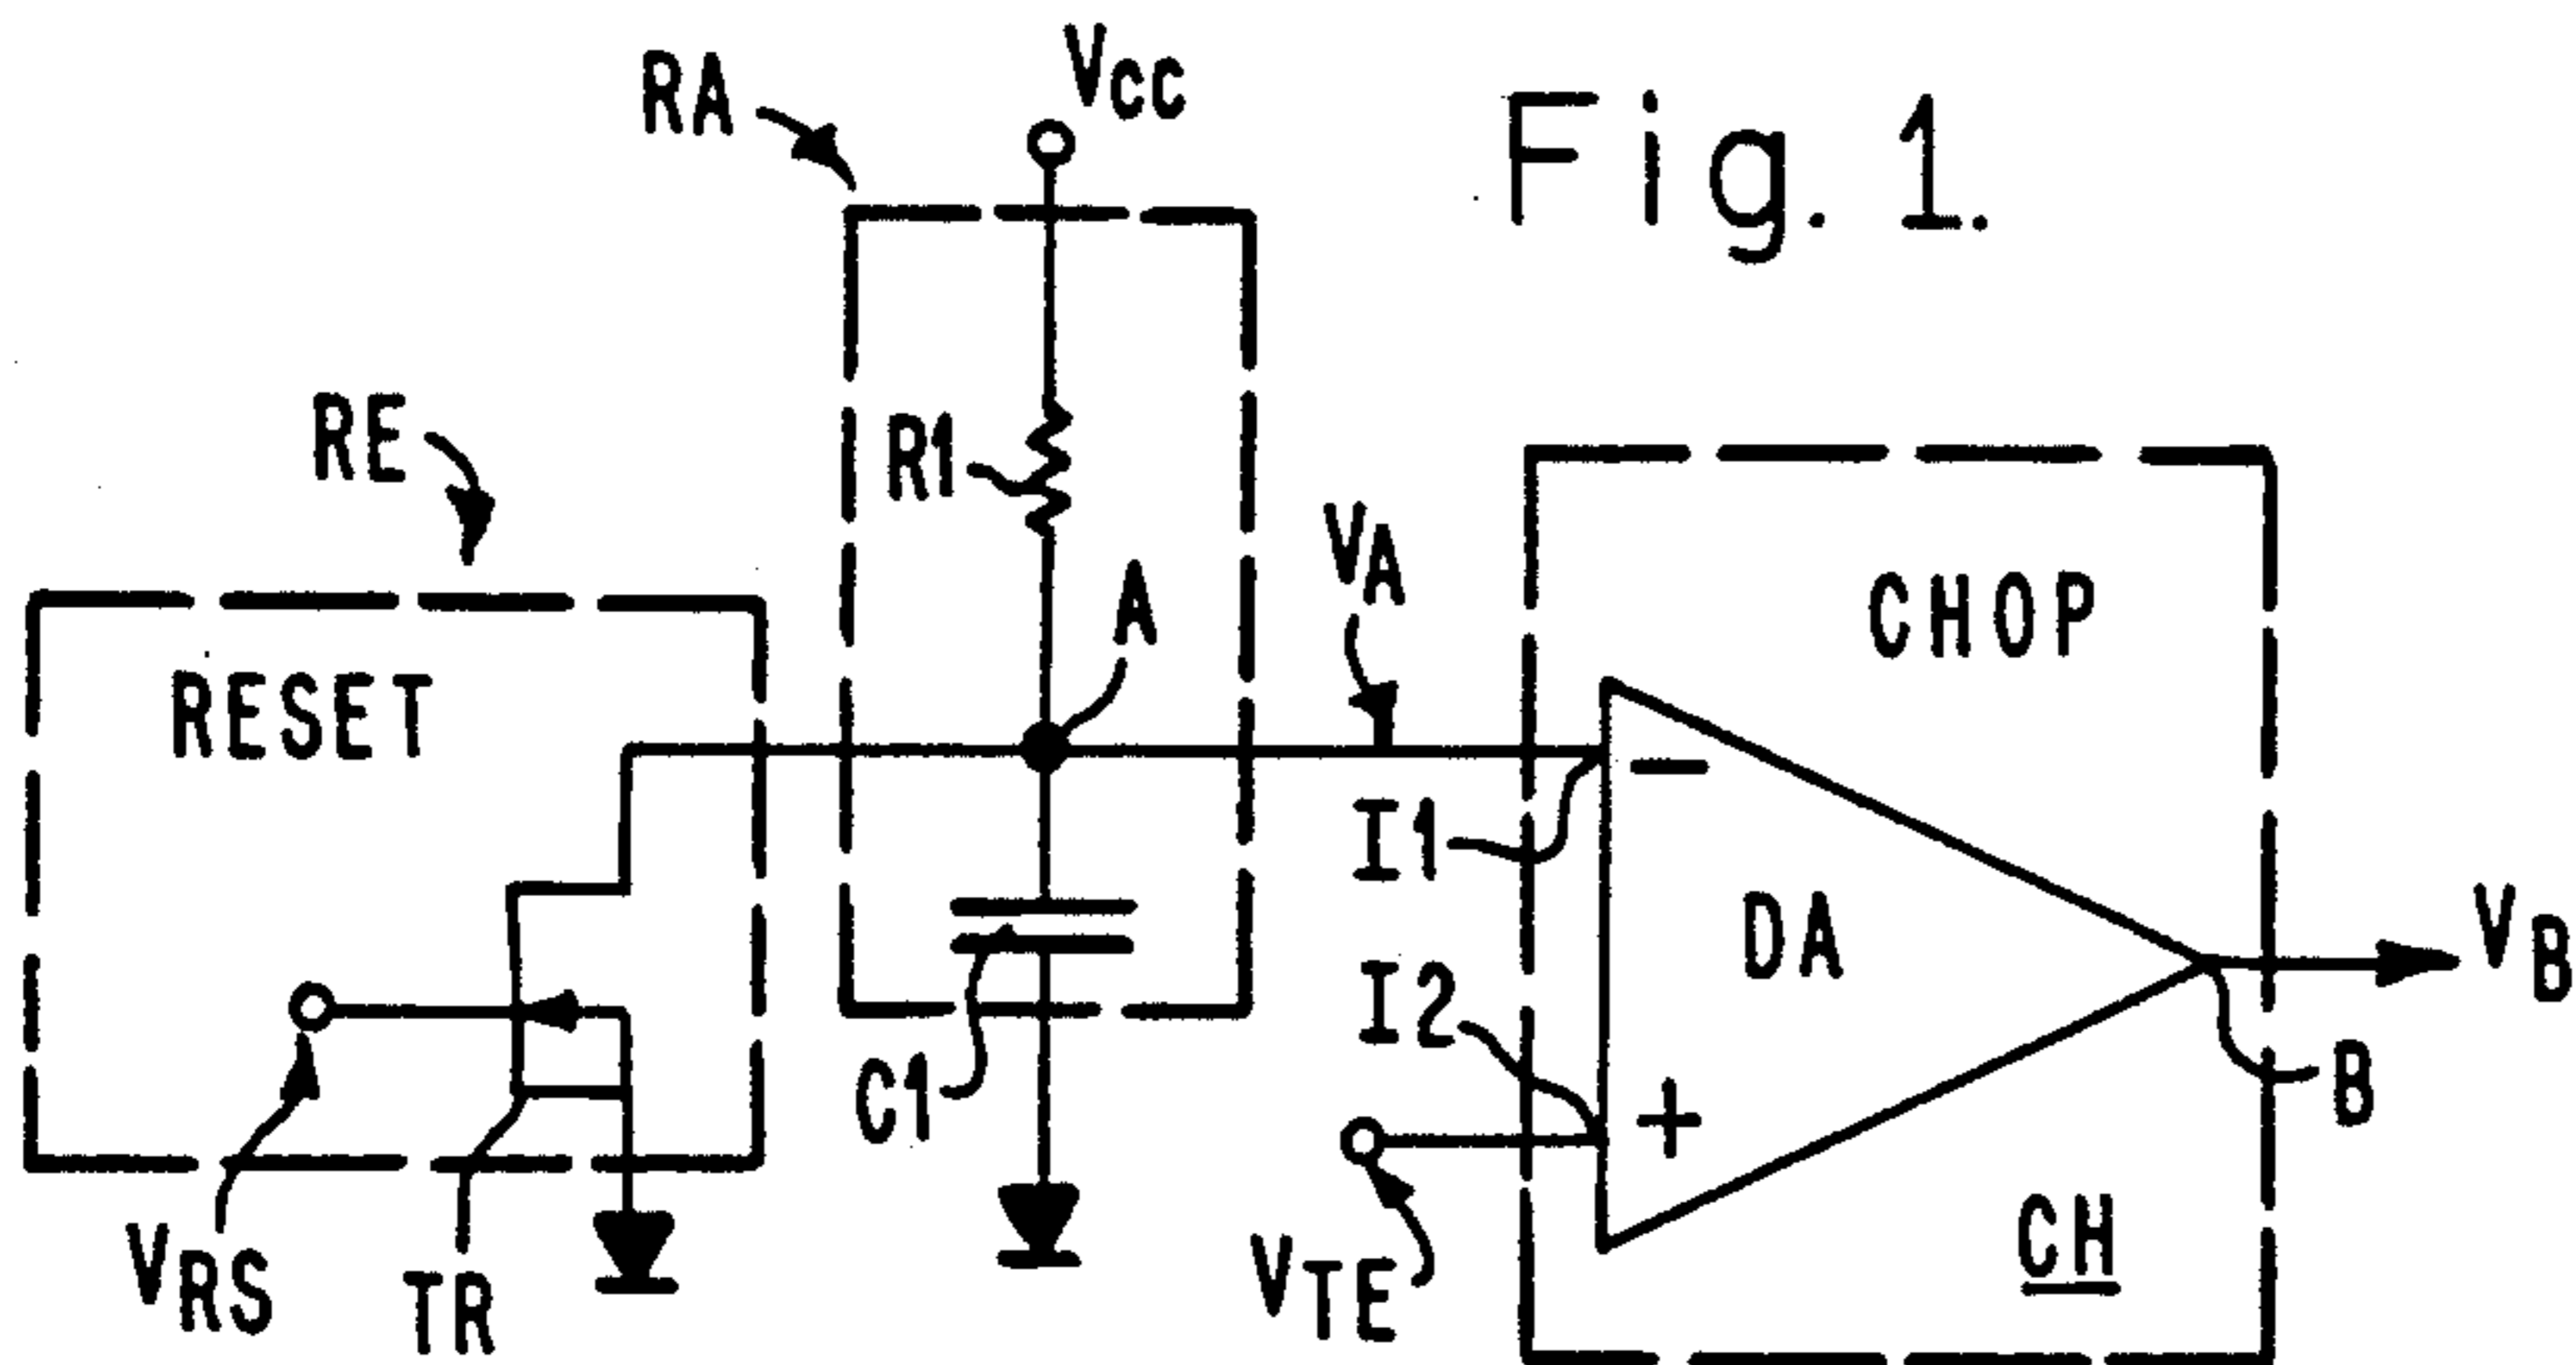 Fig. 1.
RA
VCC
RE
R1
A
VA
CHOP
RESET
I1
−
DA
I2
+
VB
B
C1
VRS
TR
VTE
CH